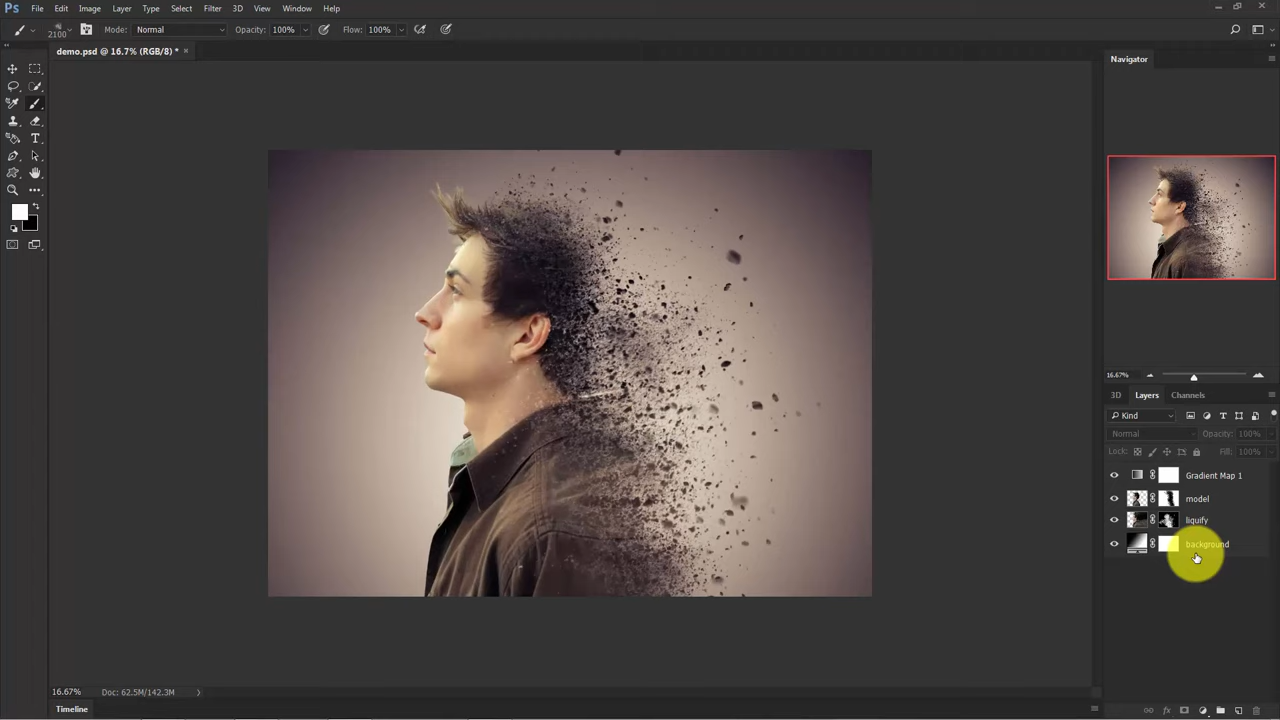 Ps File Edit Image Layer Type Select Filter 3D View Window Help
2100 Mode: Normal Opacity: 100% Flow: 100%
demo.psd @ 16.7% (RGB/8) * ×
Navigator
16.67%
3D Layers Channels
Kind
Normal Opacity: 100%
Lock: Fill: 100%
Gradient Map 1
model
liquify
background
16.67% Doc: 62.5M/142.3M
Timeline